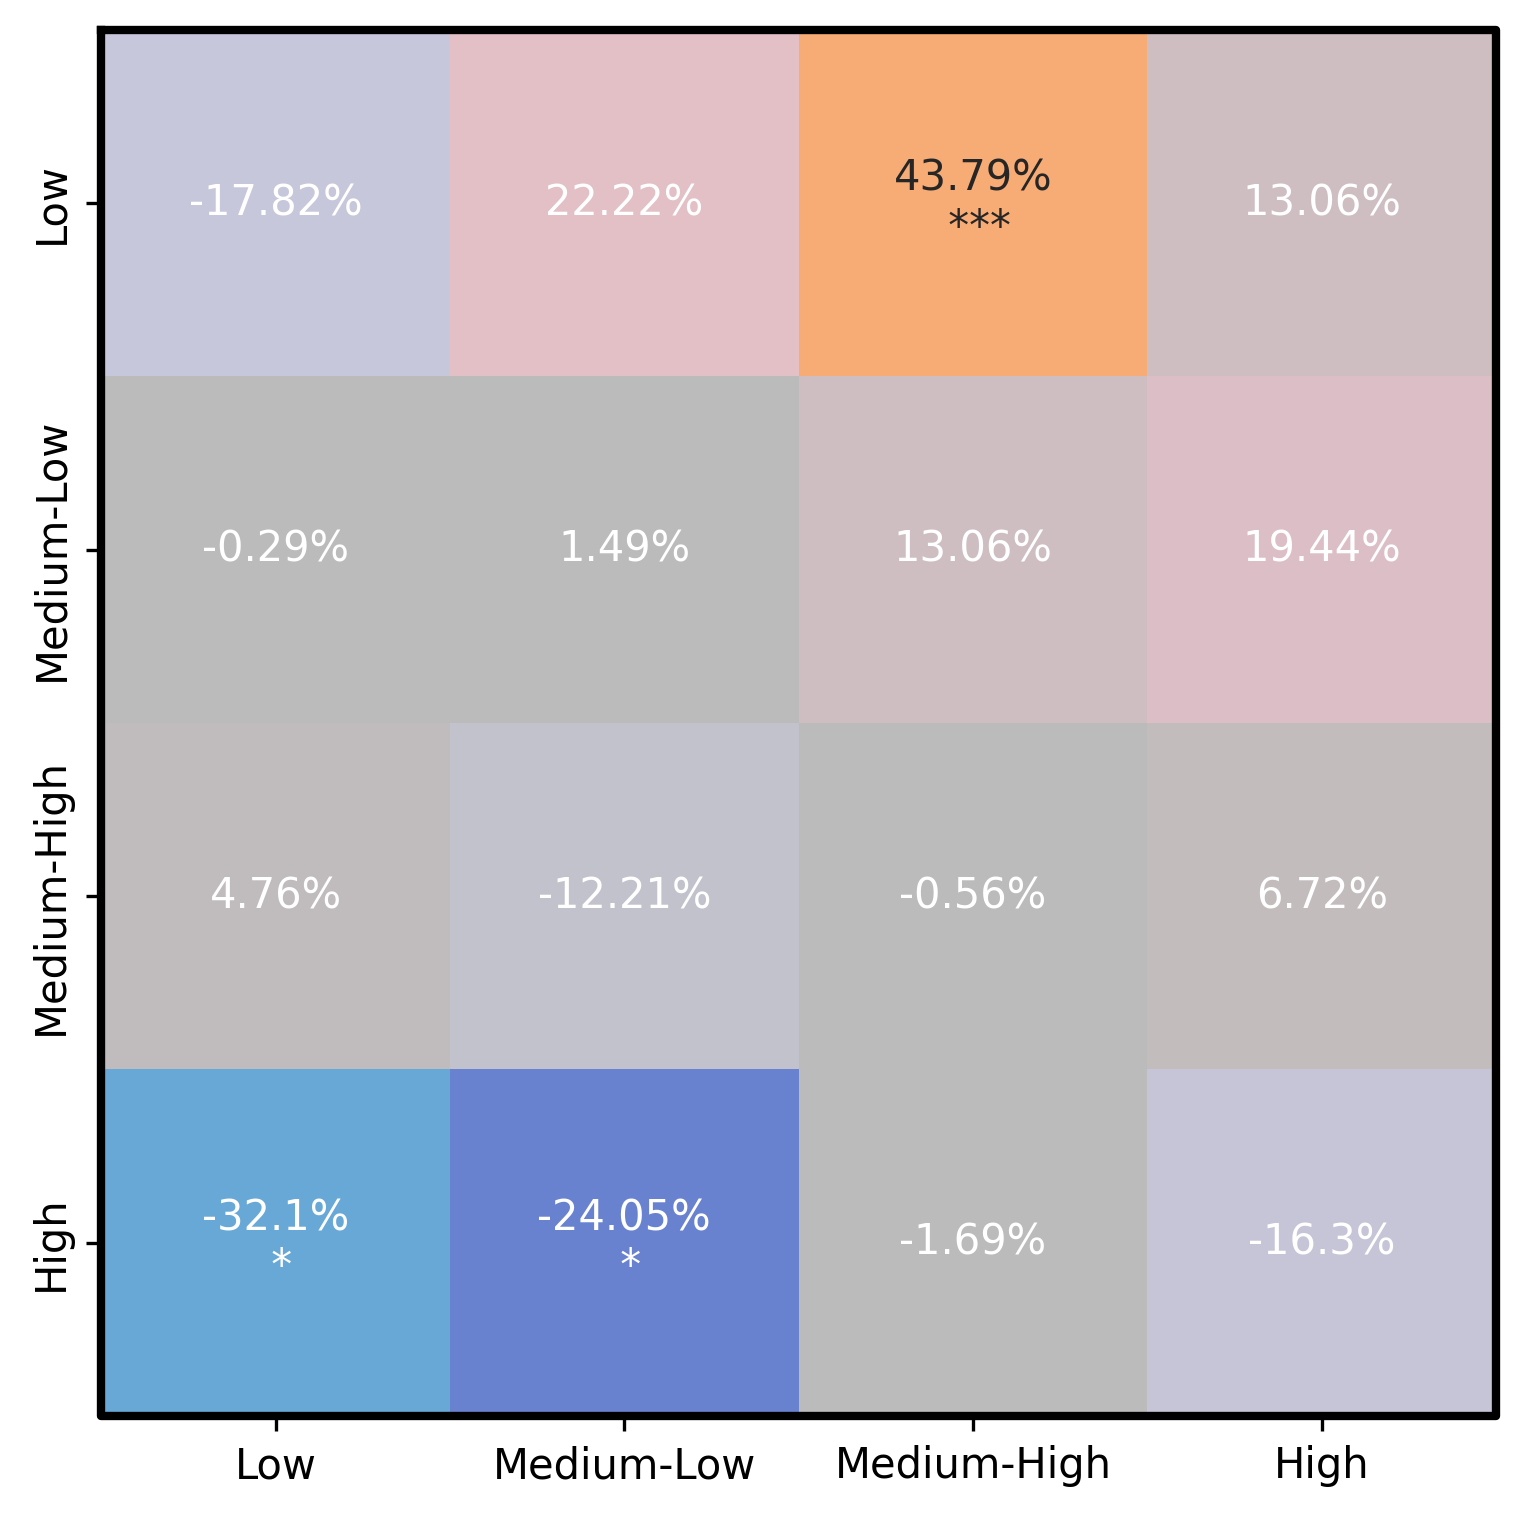 Low
-17.82%
22.22%
43.79%
***
13.06%
Medium-Low
-0.29%
1.49%
13.06%
19.44%
Medium-High
4.76%
-12.21%
-0.56%
6.72%
High
-32.1%
*
-24.05%
*
-1.69%
-16.3%
Low
Medium-Low
Medium-High
High